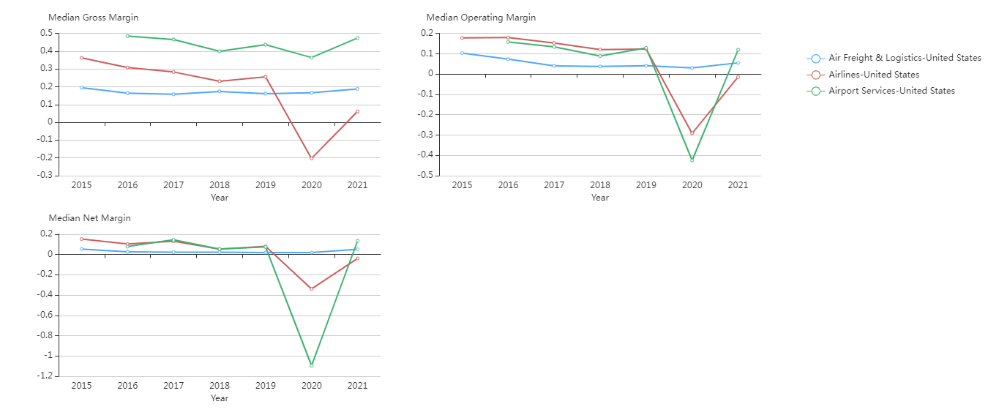 Median Gross Margin
0.5
0.4
0.3
0.2
0.1
0
-0.1
-0.2
-0.3
2015 2016 2017 2018 2019 2020 2021
Year
Median Operating Margin
0.2
0.1
0
-0.1
-0.2
-0.3
-0.4
-0.5
2015 2016 2017 2018 2019 2020 2021
Year
Air Freight & Logistics-United States
Airlines-United States
Airport Services-United States
Median Net Margin
0.2
0
-0.2
-0.4
-0.6
-0.8
-1
-1.2
2015 2016 2017 2018 2019 2020 2021
Year